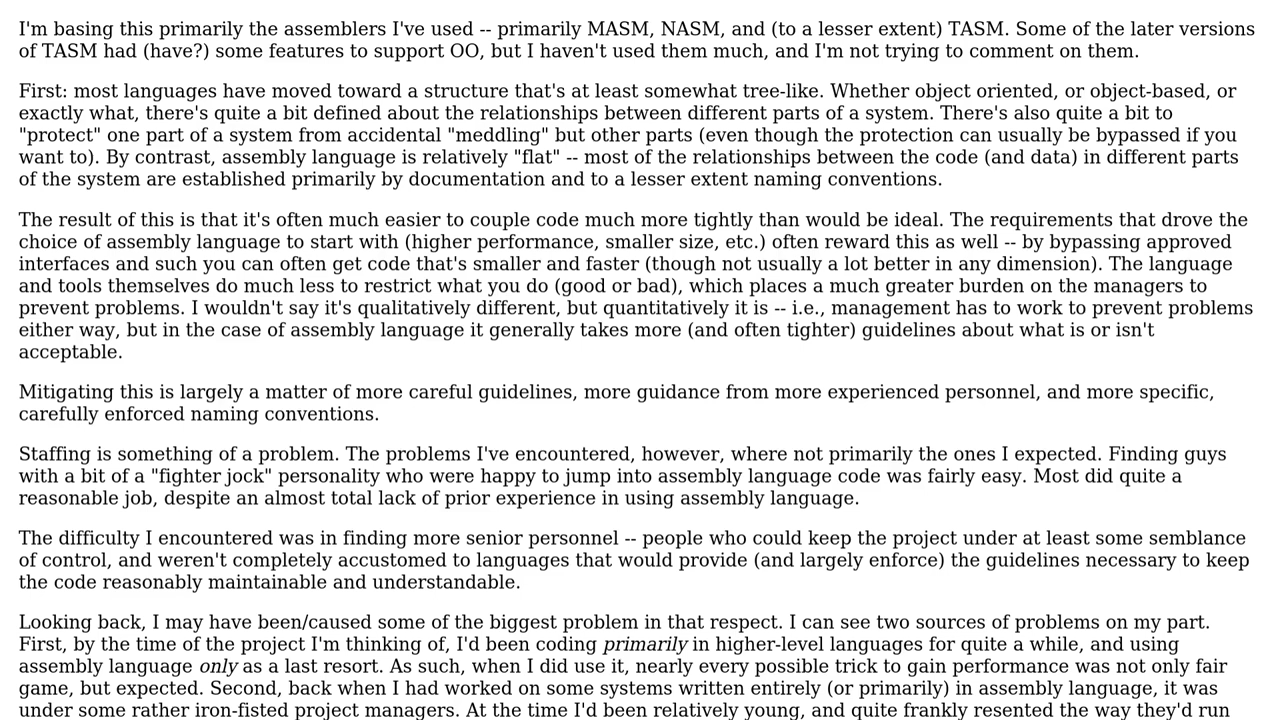 I'm basing this primarily the assemblers I've used -- primarily MASM, NASM, and (to a lesser extent) TASM. Some of the later versions
of TASM had (have?) some features to support OO, but I haven't used them much, and I'm not trying to comment on them.
First: most languages have moved toward a structure that's at least somewhat tree-like. Whether object oriented, or object-based, or
exactly what, there's quite a bit defined about the relationships between different parts of a system. There's also quite a bit to
"protect" one part of a system from accidental "meddling" but other parts (even though the protection can usually be bypassed if you
want to). By contrast, assembly language is relatively "flat" -- most of the relationships between the code (and data) in different parts
of the system are established primarily by documentation and to a lesser extent naming conventions.
The result of this is that it's often much easier to couple code much more tightly than would be ideal. The requirements that drove the
choice of assembly language to start with (higher performance, smaller size, etc.) often reward this as well -- by bypassing approved
interfaces and such you can often get code that's smaller and faster (though not usually a lot better in any dimension). The language
and tools themselves do much less to restrict what you do (good or bad), which places a much greater burden on the managers to
prevent problems. I wouldn't say it's qualitatively different, but quantitatively it is -- i.e., management has to work to prevent problems
either way, but in the case of assembly language it generally takes more (and often tighter) guidelines about what is or isn't
acceptable.
Mitigating this is largely a matter of more careful guidelines, more guidance from more experienced personnel, and more specific,
carefully enforced naming conventions.
Staffing is something of a problem. The problems I've encountered, however, where not primarily the ones I expected. Finding guys
with a bit of a "fighter jock" personality who were happy to jump into assembly language code was fairly easy. Most did quite a
reasonable job, despite an almost total lack of prior experience in using assembly language.
The difficulty I encountered was in finding more senior personnel -- people who could keep the project under at least some semblance
of control, and weren't completely accustomed to languages that would provide (and largely enforce) the guidelines necessary to keep
the code reasonably maintainable and understandable.
Looking back, I may have been/caused some of the biggest problem in that respect. I can see two sources of problems on my part.
First, by the time of the project I'm thinking of, I'd been coding primarily in higher-level languages for quite a while, and using
assembly language only as a last resort. As such, when I did use it, nearly every possible trick to gain performance was not only fair
game, but expected. Second, back when I had worked on some systems written entirely (or primarily) in assembly language, it was
under some rather iron-fisted project managers. At the time I'd been relatively young, and quite frankly resented the way they'd run